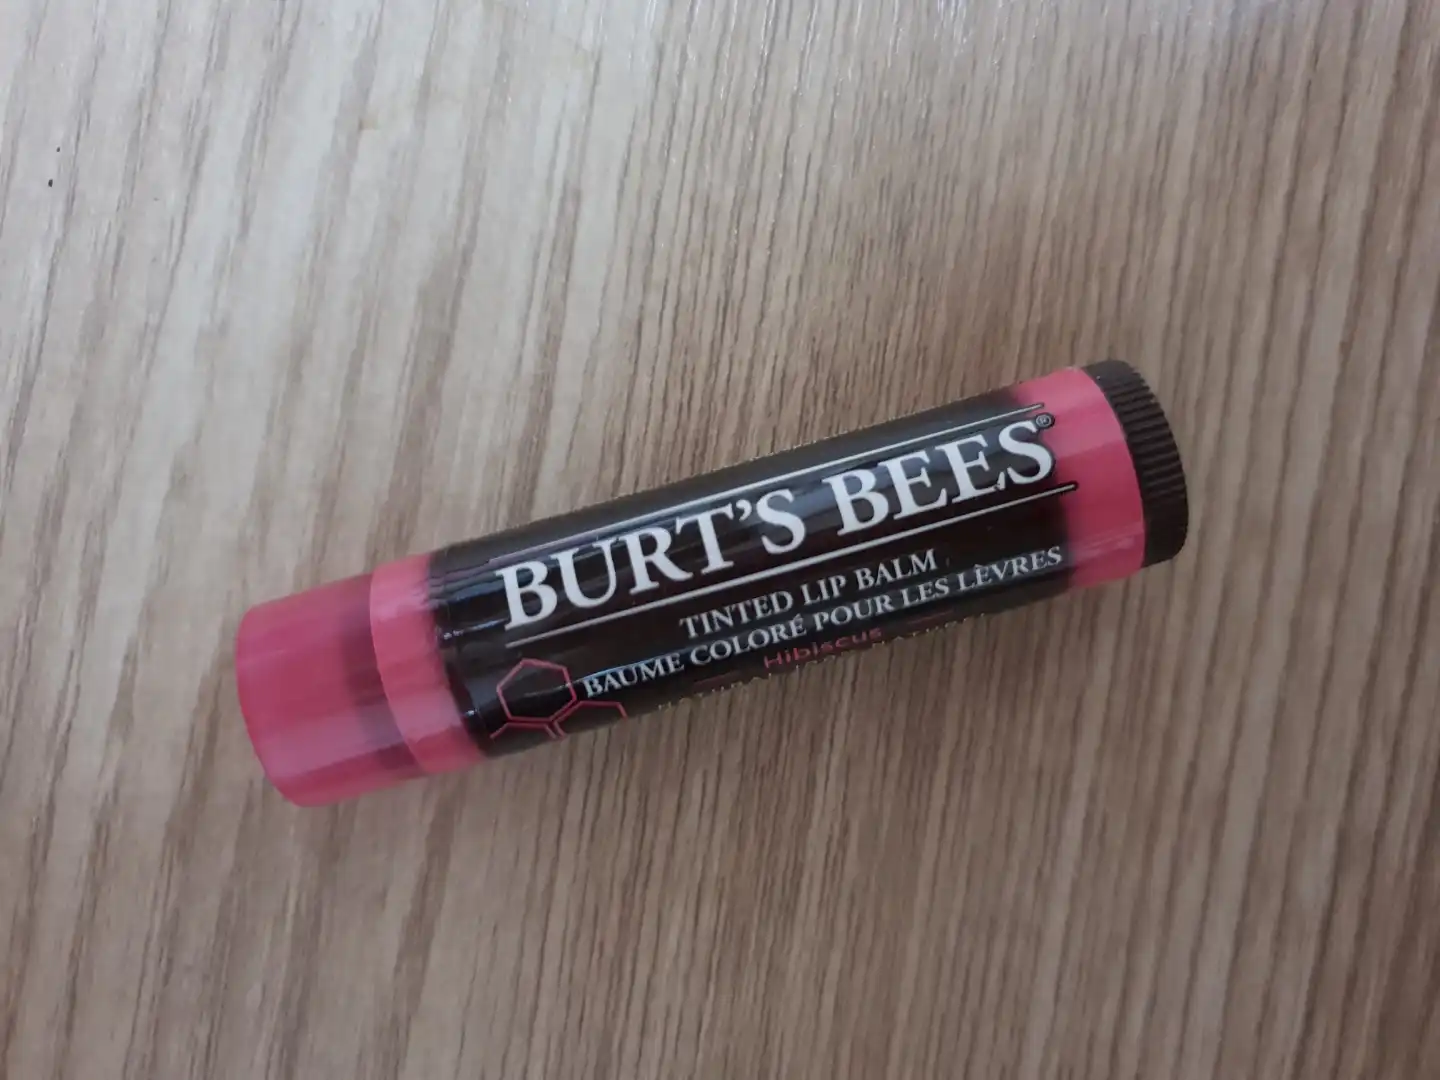 BURT'S BEES®
TINTED LIP BALM
BAUME COLORÉ POUR LES LÈVRES
Hibiscus